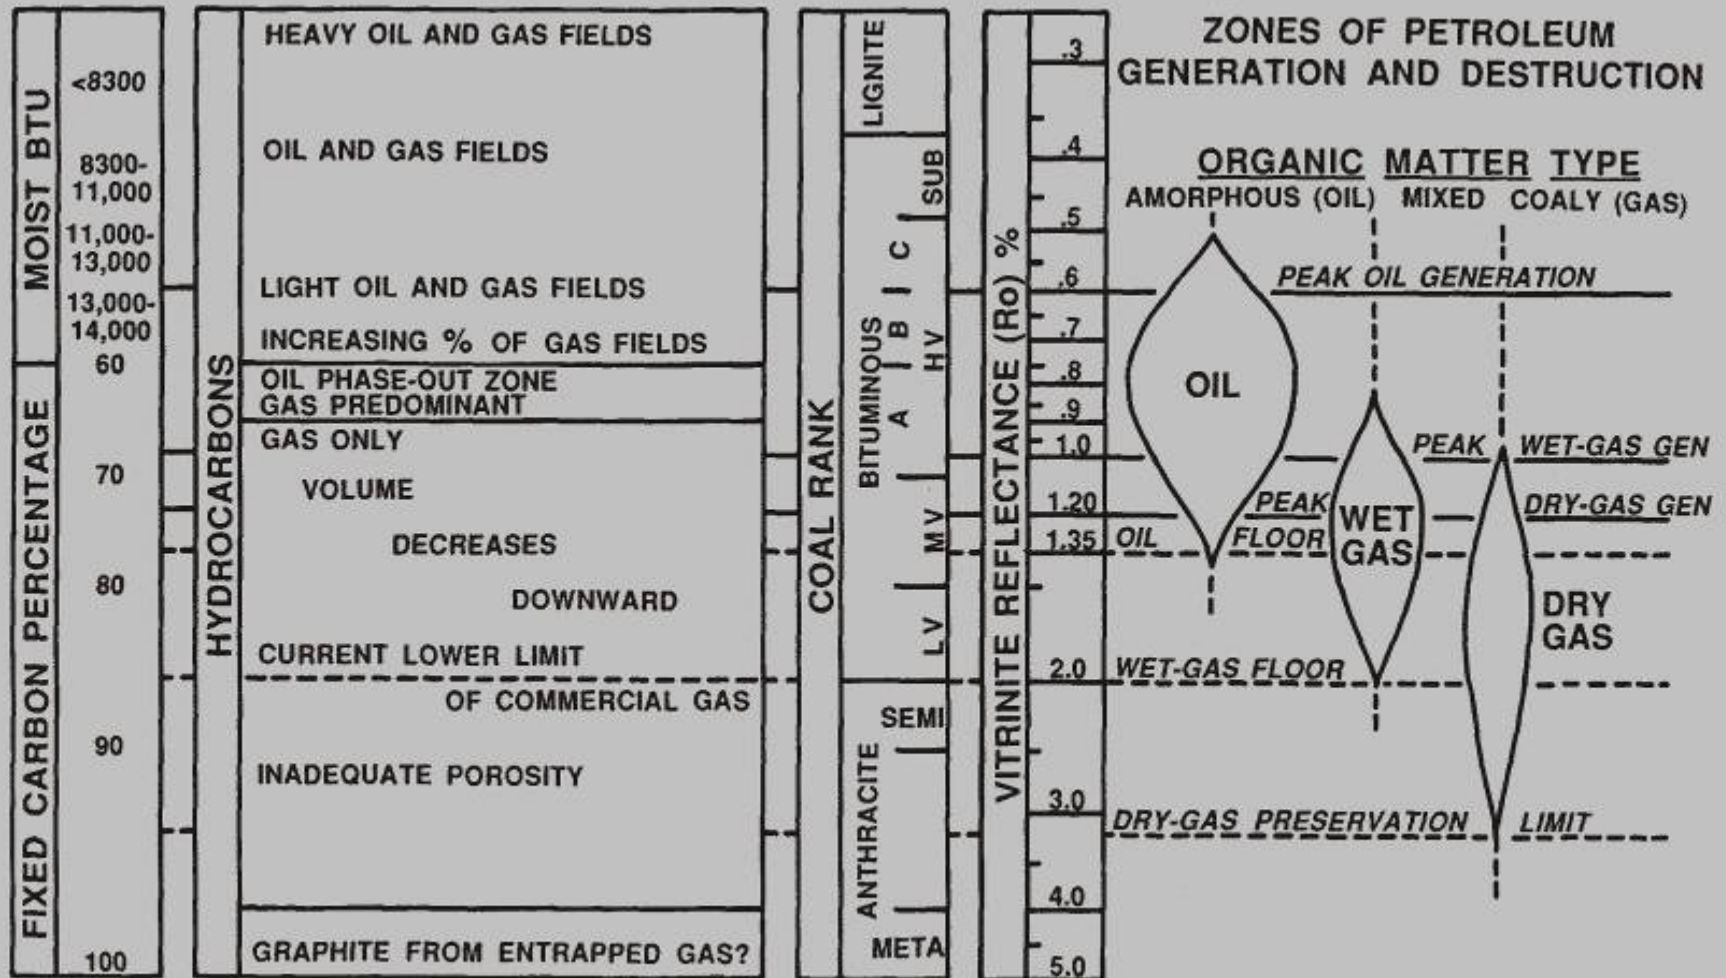 MOIST BTU
FIXED CARBON PERCENTAGE
<8300
8300-
11,000
11,000-
13,000
13,000-
14,000
60
70
80
90
100
HYDROCARBONS
HEAVY OIL AND GAS FIELDS
OIL AND GAS FIELDS
LIGHT OIL AND GAS FIELDS
INCREASING % OF GAS FIELDS
OIL PHASE-OUT ZONE
GAS PREDOMINANT
GAS ONLY
VOLUME
DECREASES
DOWNWARD
CURRENT LOWER LIMIT
OF COMMERCIAL GAS
INADEQUATE POROSITY
GRAPHITE FROM ENTRAPPED GAS?
COAL RANK
LIGNITE
SUB
BITUMINOUS
C
B
A
HV
MV
LV
SEMI
ANTHRACITE
META
VITRINITE REFLECTANCE (Ro) %
.3
.4
.5
.6
.7
.8
.9
1.0
1.20
1.35
2.0
3.0
4.0
5.0
ZONES OF PETROLEUM
GENERATION AND DESTRUCTION
ORGANIC MATTER TYPE
AMORPHOUS (OIL) MIXED COALY (GAS)
PEAK OIL GENERATION
OIL
PEAK WET-GAS GEN
PEAK DRY-GAS GEN
WET
GAS
OIL FLOOR
DRY
GAS
WET-GAS FLOOR
DRY-GAS PRESERVATION LIMIT